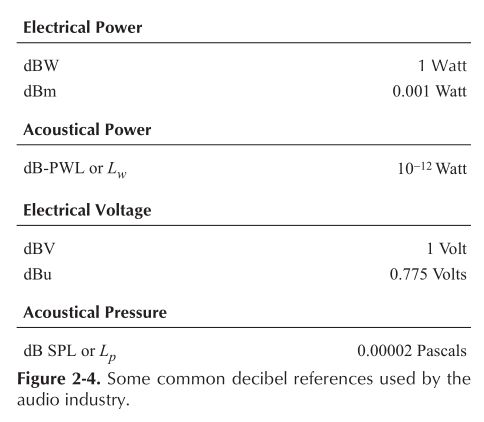 Electrical Power
dBW 1 Watt
dBm 0.001 Watt
Acoustical Power
dB-PWL or L_w 10⁻¹² Watt
Electrical Voltage
dBV 1 Volt
dBu 0.775 Volts
Acoustical Pressure
dB SPL or L_p 0.00002 Pascals
Figure 2-4. Some common decibel references used by the
audio industry.